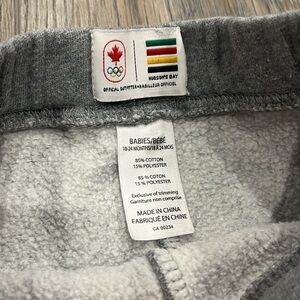 HUDSON'S BAY
OFFICIAL OUTFITTER•HABILLEUR OFFICIEL
BABIES/BÉBÉ
18-24 MONTHS/18 À 24 MOIS
85% COTTON
15% POLYESTER
85 % COTON
15 % POLYESTER
Exclusive of trimming
Garniture non comprise
MADE IN CHINA
FABRIQUÉ EN CHINE
CA 00234